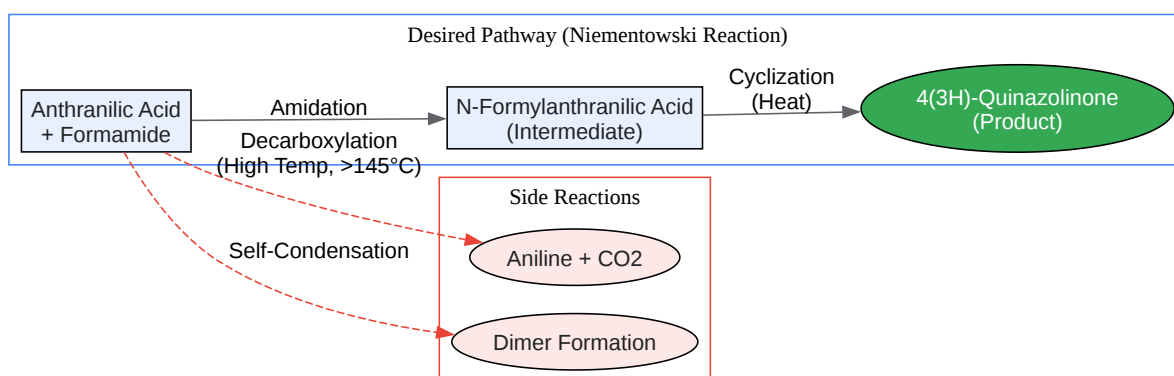 Desired Pathway (Niementowski Reaction)
Anthranilic Acid
+ Formamide
Amidation
Decarboxylation
(High Temp, >145°C)
N-Formylanthranilic Acid
(Intermediate)
Cyclization
(Heat)
4(3H)-Quinazolinone
(Product)
Side Reactions
Self-Condensation
Aniline + CO2
Dimer Formation